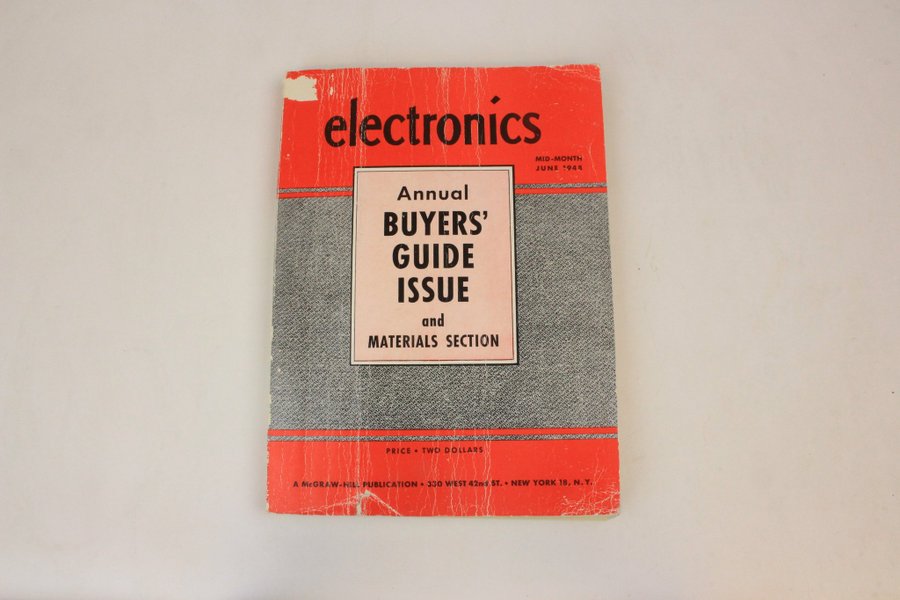 electronics
MID-MONTH
JUNE 1948
Annual
BUYERS'
GUIDE
ISSUE
and
MATERIALS SECTION
PRICE • TWO DOLLARS
A McGRAW-HILL PUBLICATION • 330 WEST 42nd ST. • NEW YORK 18, N.Y.